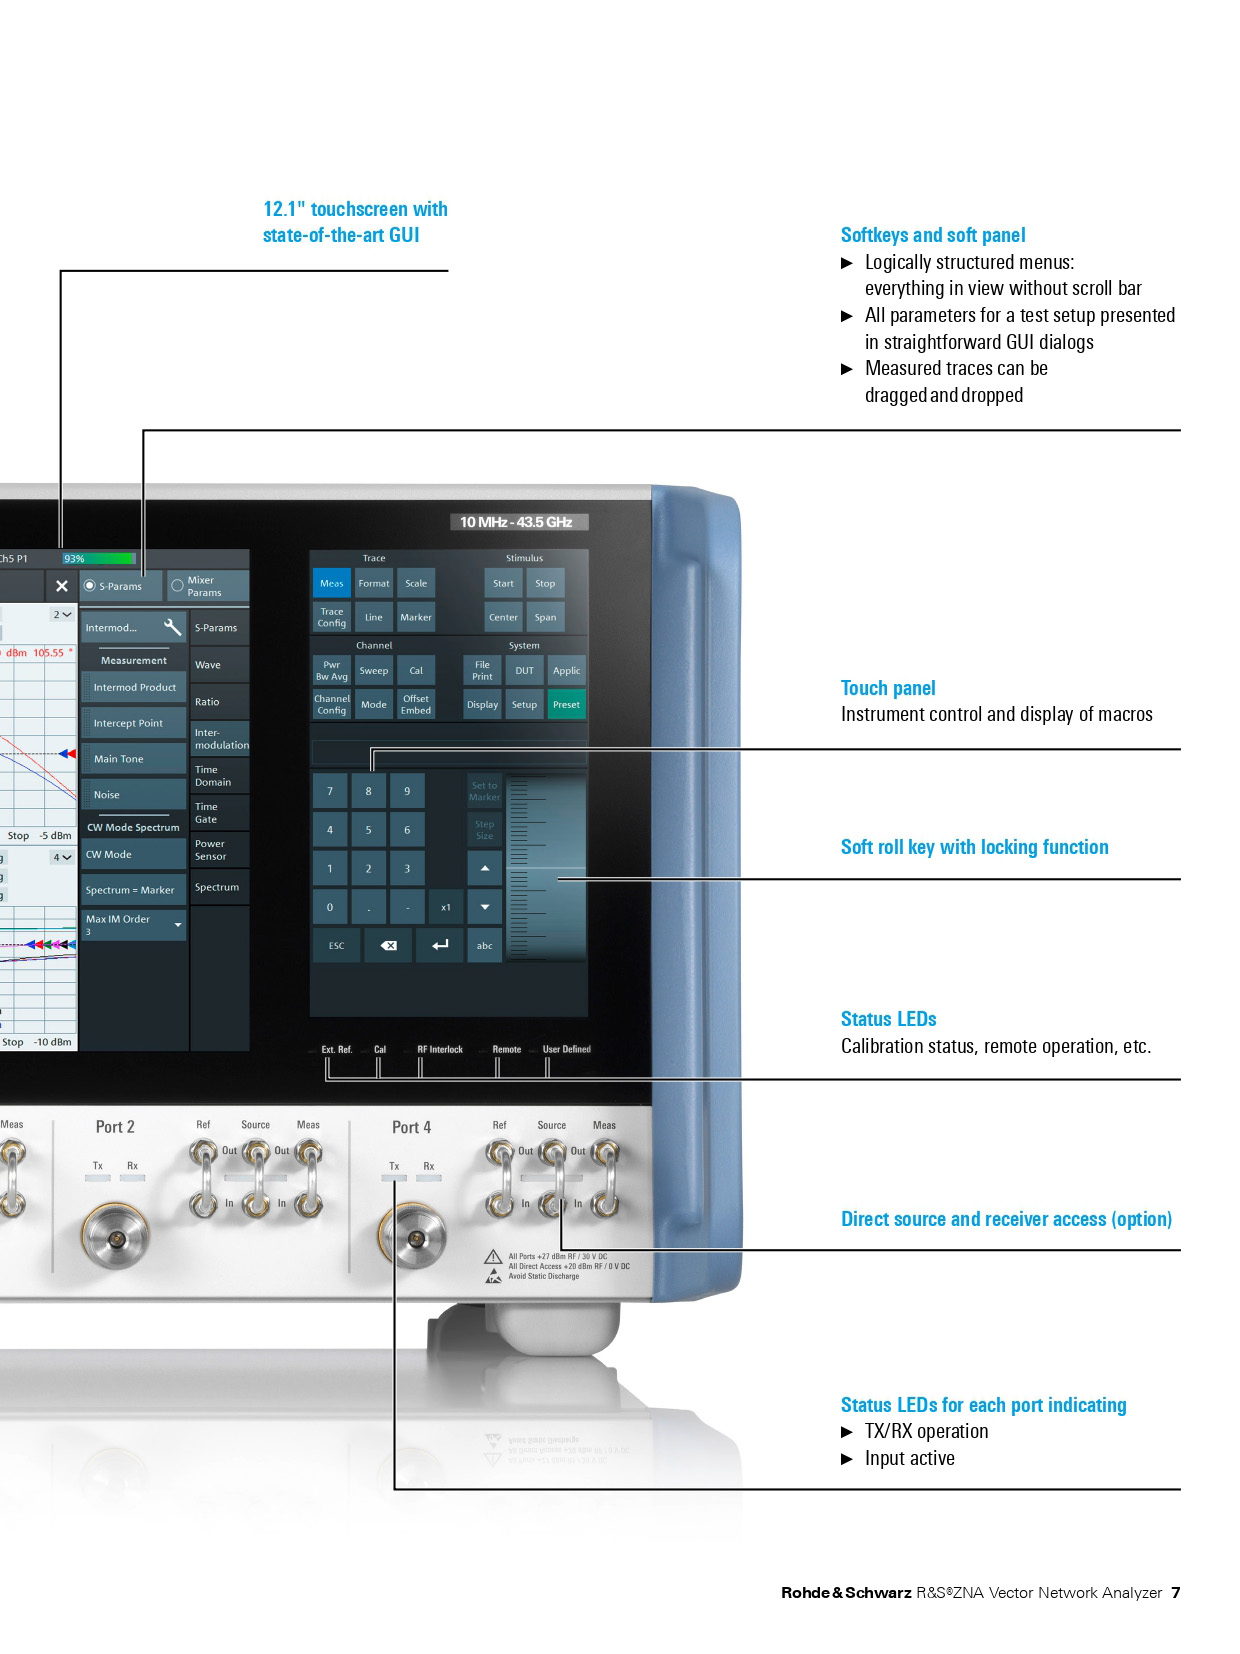 12.1" touchscreen with
state-of-the-art GUI
Softkeys and soft panel
► Logically structured menus:
everything in view without scroll bar
► All parameters for a test setup presented
in straightforward GUI dialogs
► Measured traces can be
dragged and dropped
10 MHz - 43.5 GHz
Ch5 P1 93%
S-Params
Mixer
Params
2
dBm 105.55 °
Intermod...
Measurement
Intermod Product
Intercept Point
Main Tone
Noise
CW Mode Spectrum
CW Mode
Spectrum = Marker
Max IM Order
3
Stop -5 dBm
4
Stop -10 dBm
S-Params
Wave
Ratio
Inter-
modulation
Time
Domain
Time
Gate
Power
Sensor
Spectrum
Trace
Meas Format Scale
Trace
Config
Line Marker
Stimulus
Start Stop
Center Span
Channel
Pwr
Bw Avg
Sweep Cal
Channel
Config
Mode
Offset
Embed
System
File
Print
DUT Applic
Display Setup Preset
7 8 9
Set to
Marker
4 5 6
Step
Size
1 2 3
0 . - x1
ESC abc
Touch panel
Instrument control and display of macros
Soft roll key with locking function
Status LEDs
Calibration status, remote operation, etc.
Ext. Ref. Cal RF Interlock Remote User Defined
Meas
Port 2
Tx Rx
Ref Source Meas
Out Out
In In
Port 4
Tx Rx
Ref Source Meas
Out Out
In In
All Ports +27 dBm RF / 30 V DC
All Direct Access +20 dBm RF / 0 V DC
Avoid Static Discharge
Direct source and receiver access (option)
Status LEDs for each port indicating
► TX/RX operation
► Input active
Rohde & Schwarz R&S®ZNA Vector Network Analyzer 7